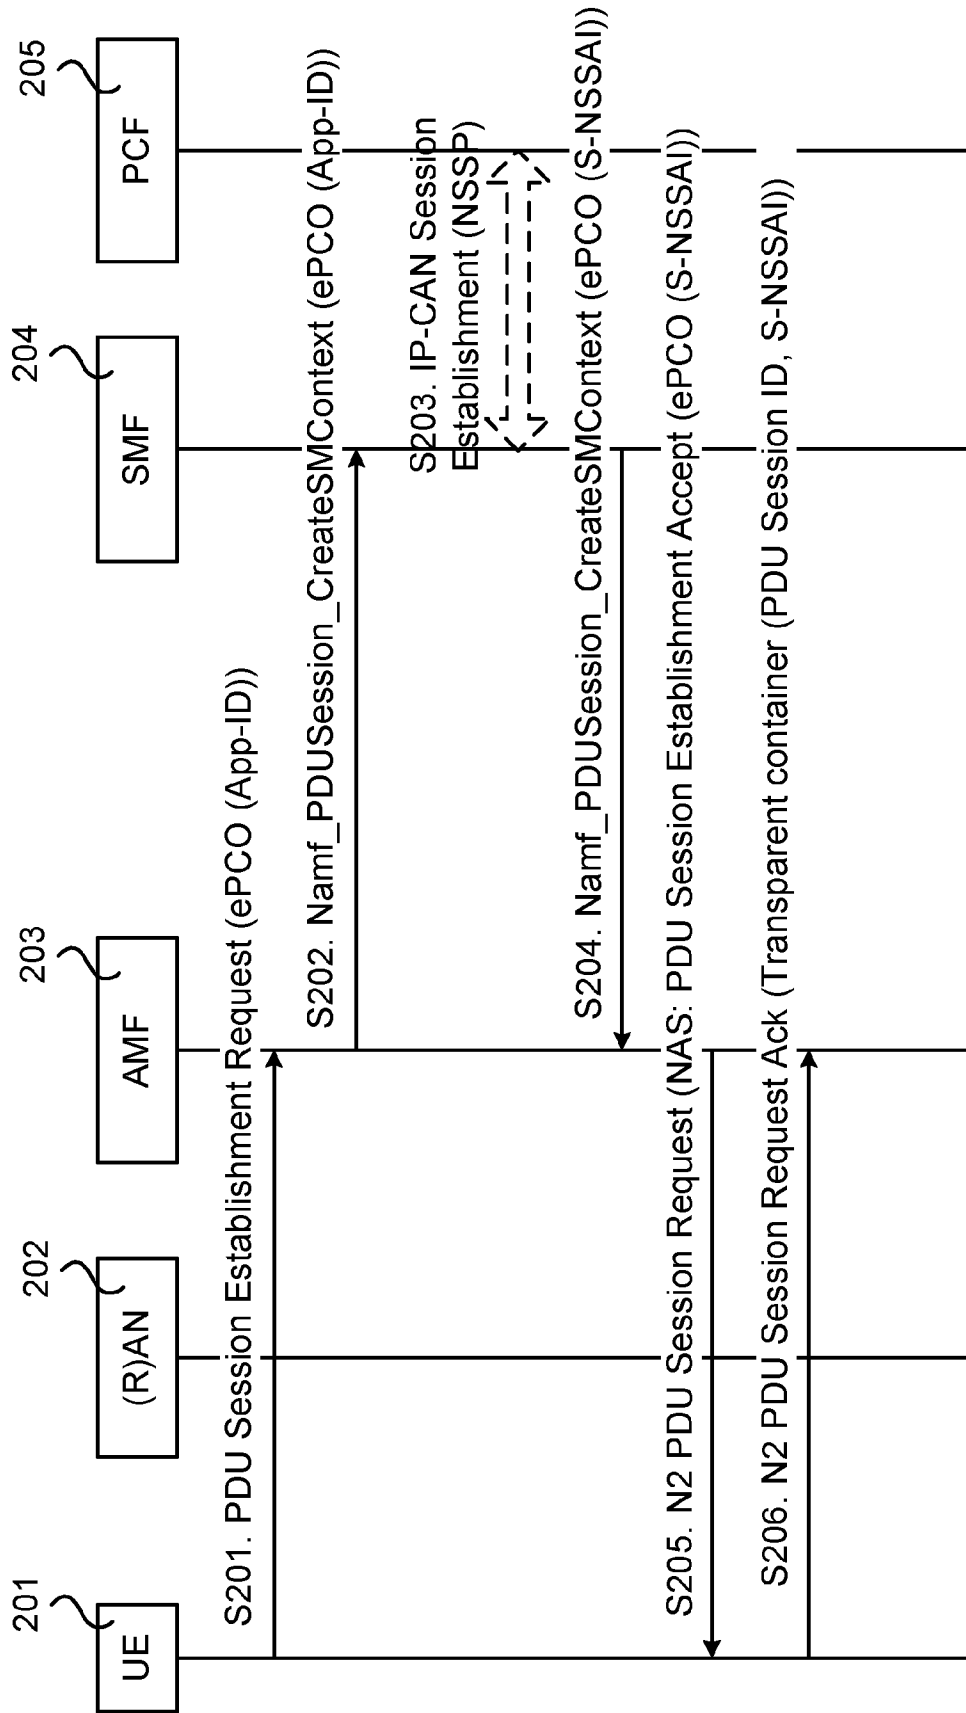 201
202
203
204
205
UE
(R)AN
AMF
SMF
PCF
S201. PDU Session Establishment Request (ePCO (App-ID))
S202. Namf_PDUSession_CreateSMContext (ePCO (App-ID))
S203. IP-CAN Session
Establishment (NSSP)
S204. Namf_PDUSession_CreateSMContext (ePCO (S-NSSAI))
S205. N2 PDU Session Request (NAS: PDU Session Establishment Accept (ePCO (S-NSSAI))
S206. N2 PDU Session Request Ack (Transparent container (PDU Session ID, S-NSSAI))